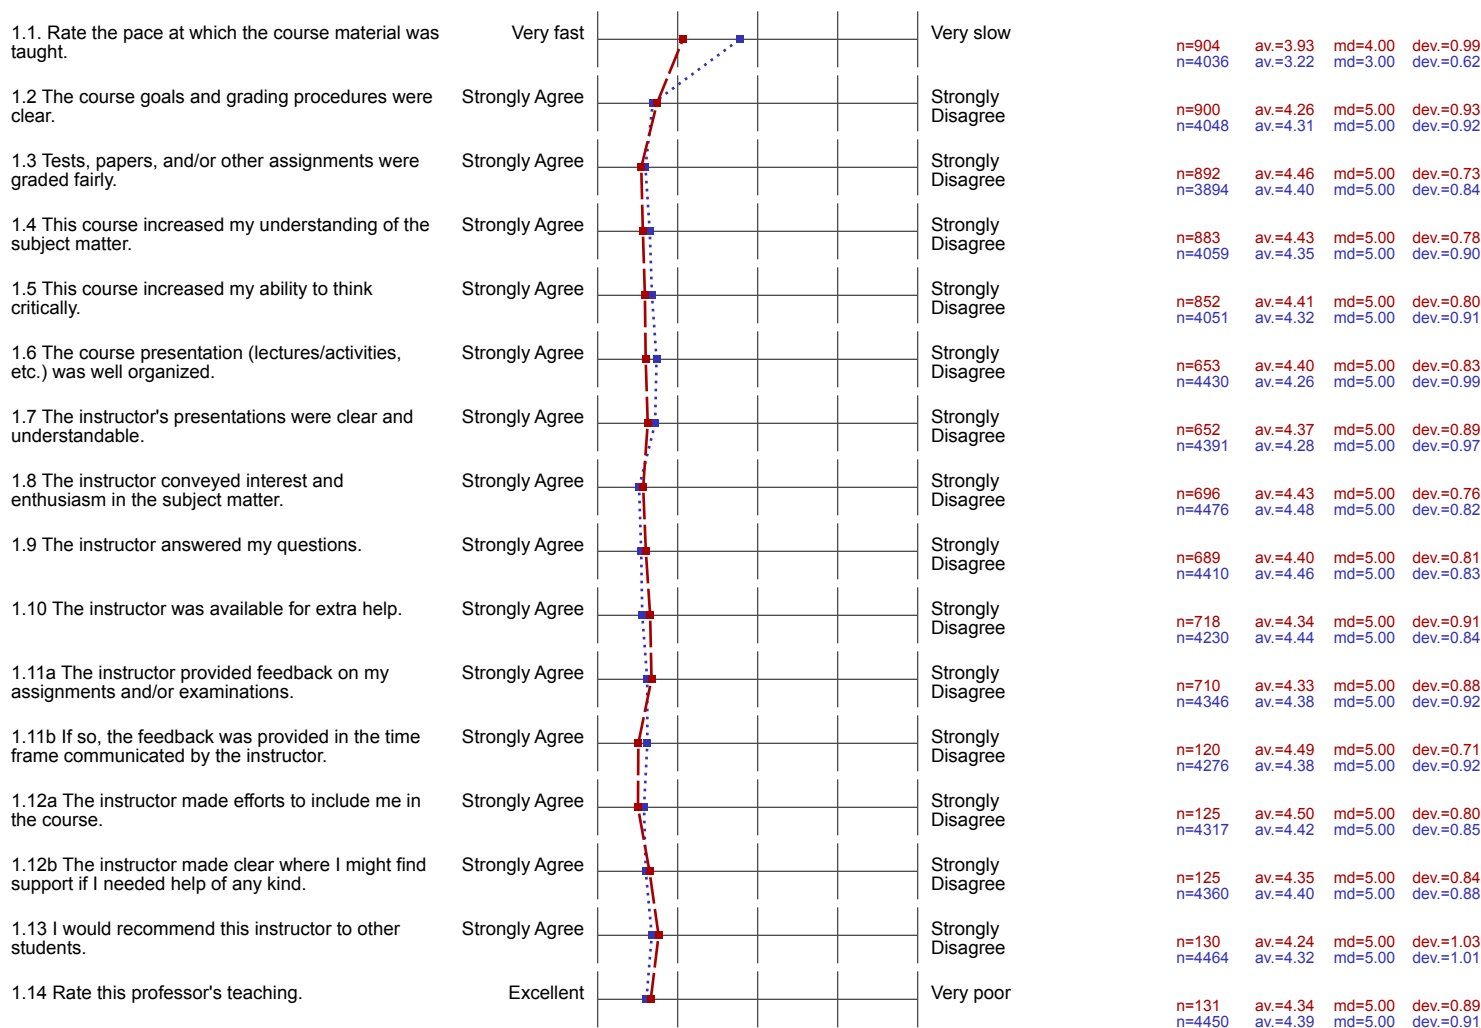 1.1. Rate the pace at which the course material was
taught.
Very fast
Very slow
n=904 av.=3.93 md=4.00 dev.=0.99
n=4036 av.=3.22 md=3.00 dev.=0.62
1.2 The course goals and grading procedures were
clear.
Strongly Agree
Strongly
Disagree
n=900 av.=4.26 md=5.00 dev.=0.93
n=4048 av.=4.31 md=5.00 dev.=0.92
1.3 Tests, papers, and/or other assignments were
graded fairly.
Strongly Agree
Strongly
Disagree
n=892 av.=4.46 md=5.00 dev.=0.73
n=3894 av.=4.40 md=5.00 dev.=0.84
1.4 This course increased my understanding of the
subject matter.
Strongly Agree
Strongly
Disagree
n=883 av.=4.43 md=5.00 dev.=0.78
n=4059 av.=4.35 md=5.00 dev.=0.90
1.5 This course increased my ability to think
critically.
Strongly Agree
Strongly
Disagree
n=852 av.=4.41 md=5.00 dev.=0.80
n=4051 av.=4.32 md=5.00 dev.=0.91
1.6 The course presentation (lectures/activities,
etc.) was well organized.
Strongly Agree
Strongly
Disagree
n=653 av.=4.40 md=5.00 dev.=0.83
n=4430 av.=4.26 md=5.00 dev.=0.99
1.7 The instructor's presentations were clear and
understandable.
Strongly Agree
Strongly
Disagree
n=652 av.=4.37 md=5.00 dev.=0.89
n=4391 av.=4.28 md=5.00 dev.=0.97
1.8 The instructor conveyed interest and
enthusiasm in the subject matter.
Strongly Agree
Strongly
Disagree
n=696 av.=4.43 md=5.00 dev.=0.76
n=4476 av.=4.48 md=5.00 dev.=0.82
1.9 The instructor answered my questions.
Strongly Agree
Strongly
Disagree
n=689 av.=4.40 md=5.00 dev.=0.81
n=4410 av.=4.46 md=5.00 dev.=0.83
1.10 The instructor was available for extra help.
Strongly Agree
Strongly
Disagree
n=718 av.=4.34 md=5.00 dev.=0.91
n=4230 av.=4.44 md=5.00 dev.=0.84
1.11a The instructor provided feedback on my
assignments and/or examinations.
Strongly Agree
Strongly
Disagree
n=710 av.=4.33 md=5.00 dev.=0.88
n=4346 av.=4.38 md=5.00 dev.=0.92
1.11b If so, the feedback was provided in the time
frame communicated by the instructor.
Strongly Agree
Strongly
Disagree
n=120 av.=4.49 md=5.00 dev.=0.71
n=4276 av.=4.38 md=5.00 dev.=0.92
1.12a The instructor made efforts to include me in
the course.
Strongly Agree
Strongly
Disagree
n=125 av.=4.50 md=5.00 dev.=0.80
n=4317 av.=4.42 md=5.00 dev.=0.85
1.12b The instructor made clear where I might find
support if I needed help of any kind.
Strongly Agree
Strongly
Disagree
n=125 av.=4.35 md=5.00 dev.=0.84
n=4360 av.=4.40 md=5.00 dev.=0.88
1.13 I would recommend this instructor to other
students.
Strongly Agree
Strongly
Disagree
n=130 av.=4.24 md=5.00 dev.=1.03
n=4464 av.=4.32 md=5.00 dev.=1.01
1.14 Rate this professor's teaching.
Excellent
Very poor
n=131 av.=4.34 md=5.00 dev.=0.89
n=4450 av.=4.39 md=5.00 dev.=0.91